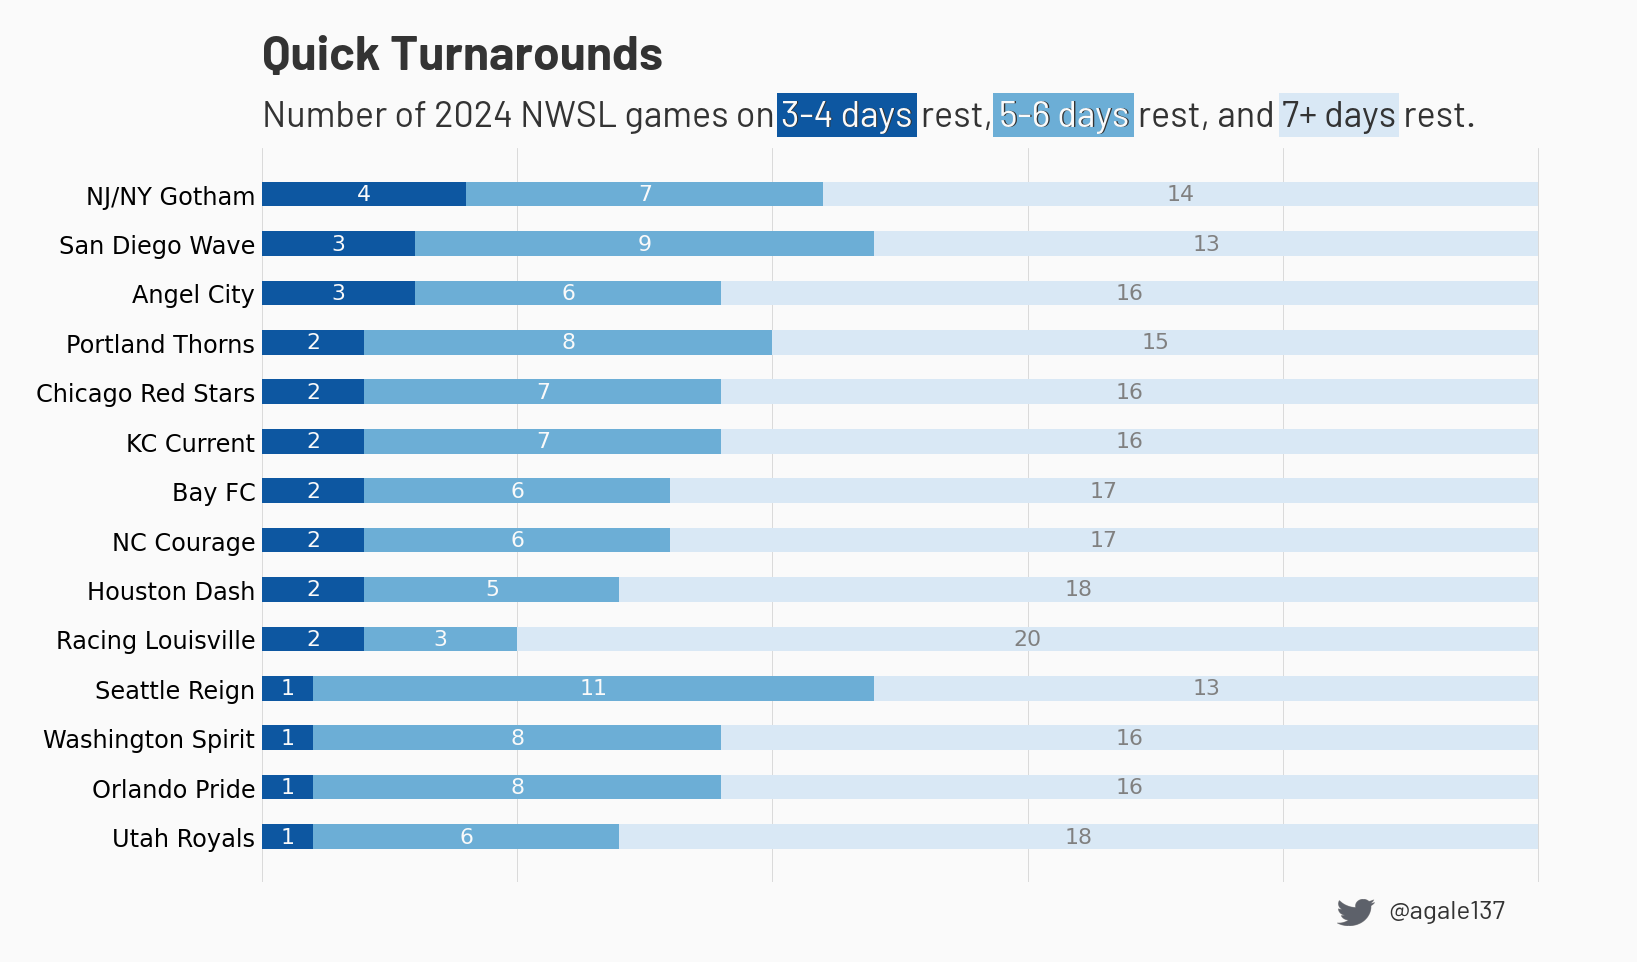 Quick Turnarounds
Number of 2024 NWSL games on 3-4 days rest, 5-6 days rest, and 7+ days rest.
NJ/NY Gotham 4 7 14
San Diego Wave 3 9 13
Angel City 3 6 16
Portland Thorns 2 8 15
Chicago Red Stars 2 7 16
KC Current 2 7 16
Bay FC 2 6 17
NC Courage 2 6 17
Houston Dash 2 5 18
Racing Louisville 2 3 20
Seattle Reign 1 11 13
Washington Spirit 1 8 16
Orlando Pride 1 8 16
Utah Royals 1 6 18
@agale137